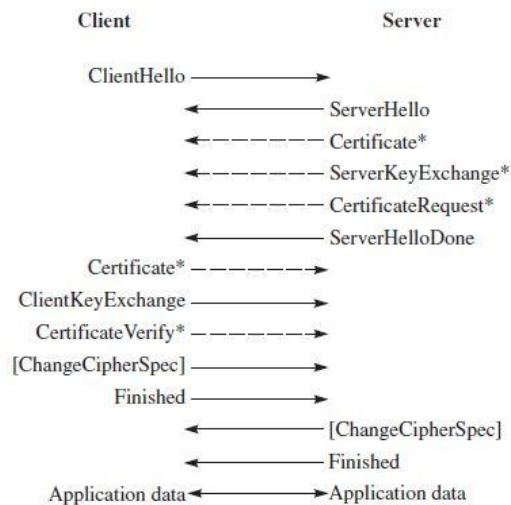 Client Server
ClientHello
ServerHello
Certificate*
ServerKeyExchange*
CertificateRequest*
ServerHelloDone
Certificate*
ClientKeyExchange
CertificateVerify*
[ChangeCipherSpec]
Finished
[ChangeCipherSpec]
Finished
Application data Application data